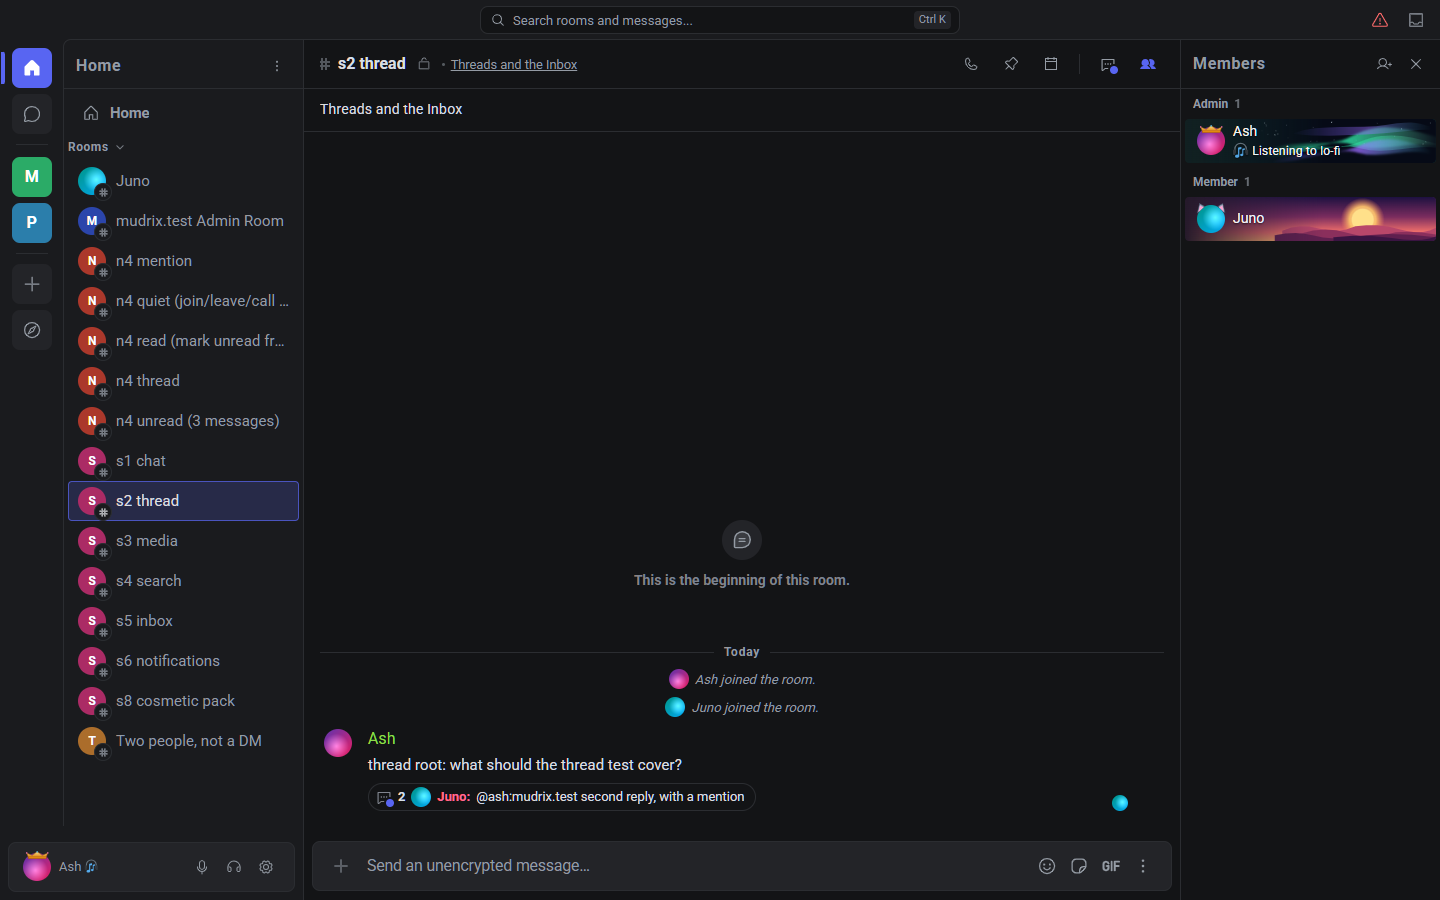 Search rooms and messages...
Ctrl K
Home
M
P
Home
Rooms
Juno
M mudrix.test Admin Room
N n4 mention
N n4 quiet (join/leave/call ...
N n4 read (mark unread fr...
N n4 thread
N n4 unread (3 messages)
S s1 chat
S s2 thread
S s3 media
S s4 search
S s5 inbox
S s6 notifications
S s8 cosmetic pack
T Two people, not a DM
Ash
s2 thread • Threads and the Inbox
Threads and the Inbox
This is the beginning of this room.
Today
Ash joined the room.
Juno joined the room.
Ash
thread root: what should the thread test cover?
2 Juno: @ash:mudrix.test second reply, with a mention
Send an unencrypted message...
GIF
Members
Admin 1
Ash
Listening to lo-fi
Member 1
Juno